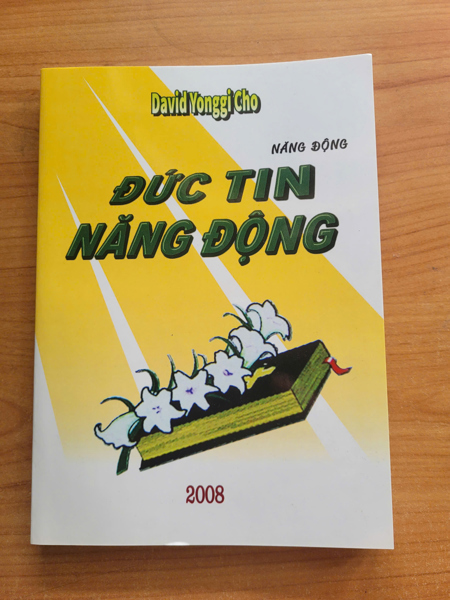 David Yonggi Cho
NĂNG ĐỘNG
ĐỨC TIN
NĂNG ĐỘNG
2008